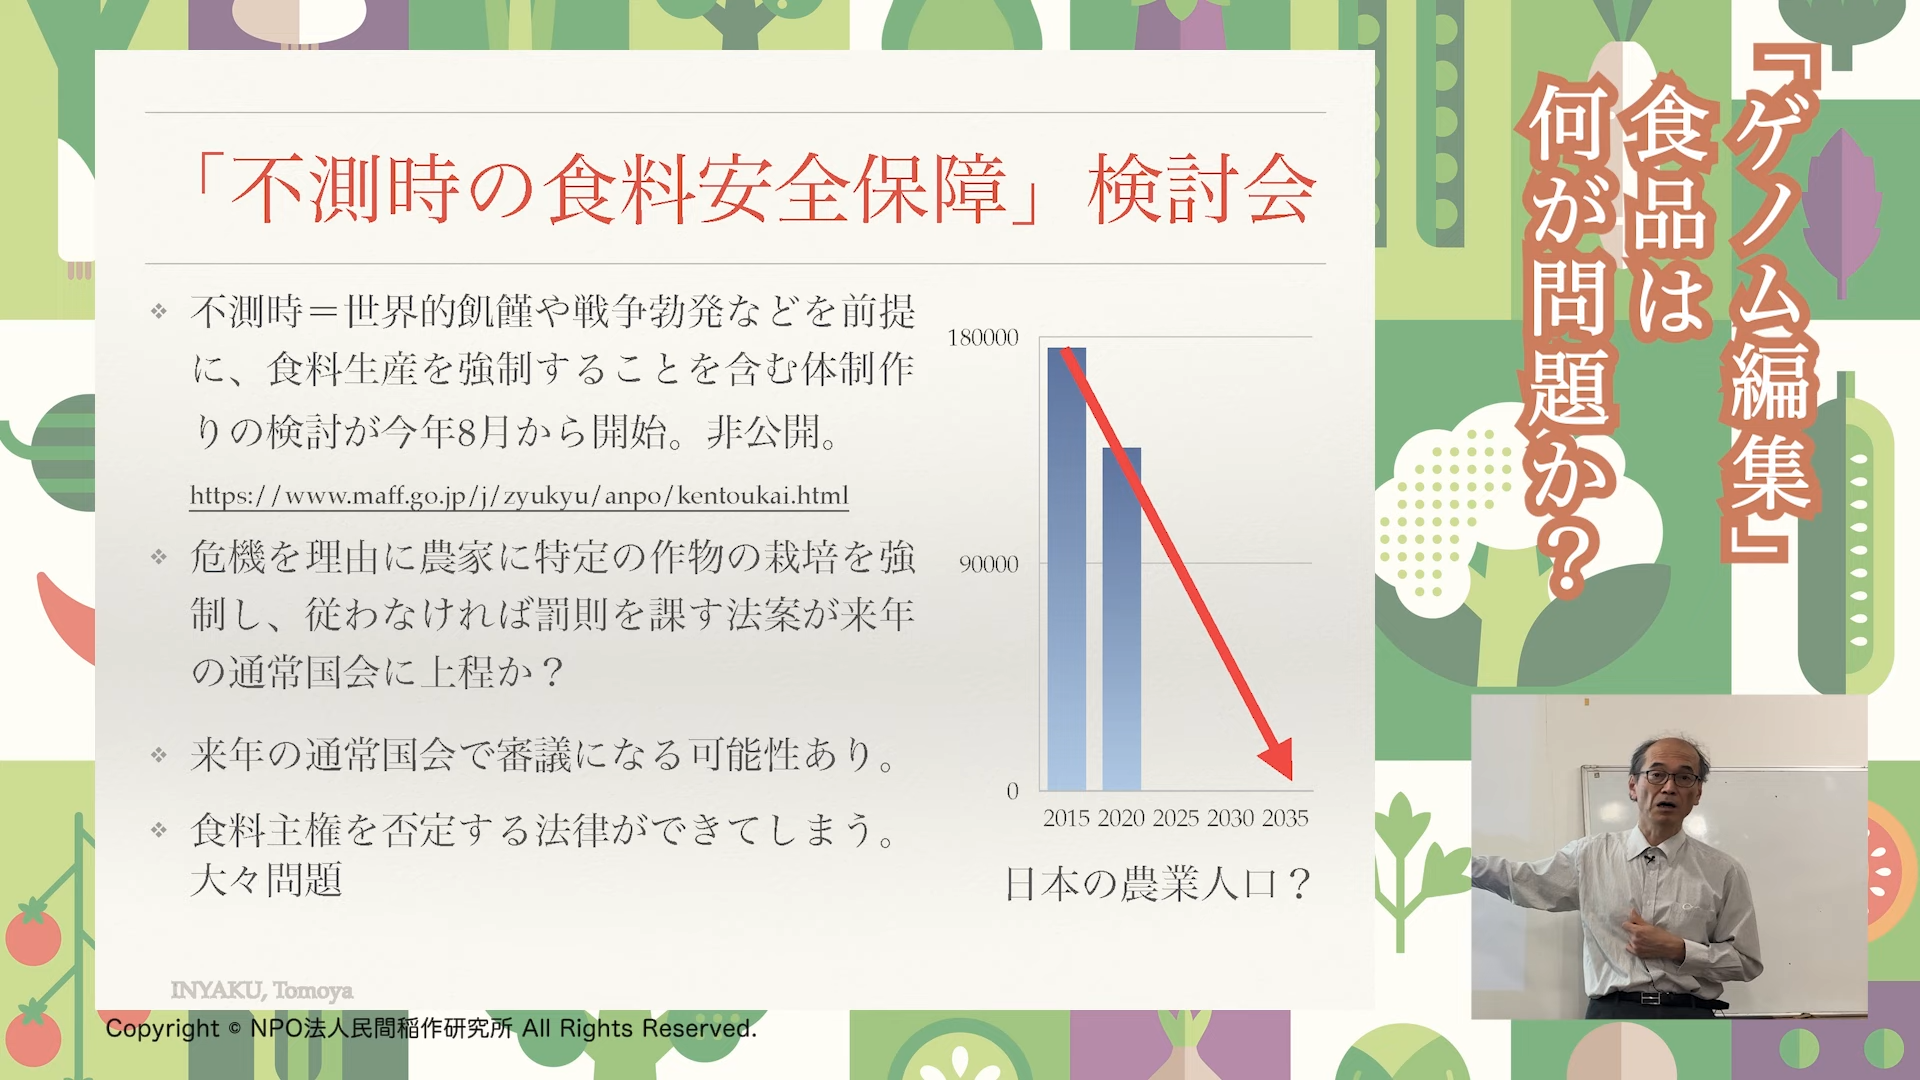 「不測時の食料安全保障」検討会
不測時＝世界的飢饉や戦争勃発などを前提
に、食料生産を強制することを含む体制作
りの検討が今年8月から開始。非公開。
https://www.maff.go.jp/j/zyukyu/anpo/kentoukai.html
危機を理由に農家に特定の作物の栽培を強
制し、従わなければ罰則を課す法案が来年
の通常国会に上程か？
来年の通常国会で審議になる可能性あり。
食料主権を否定する法律ができてしまう。
大々問題
180000
90000
0
2015 2020 2025 2030 2035
日本の農業人口？
INYAKU, Tomoya
Copyright © NPO法人民間稲作研究所 All Rights Reserved.
『ゲノム編集』
食品は
何が問題か？